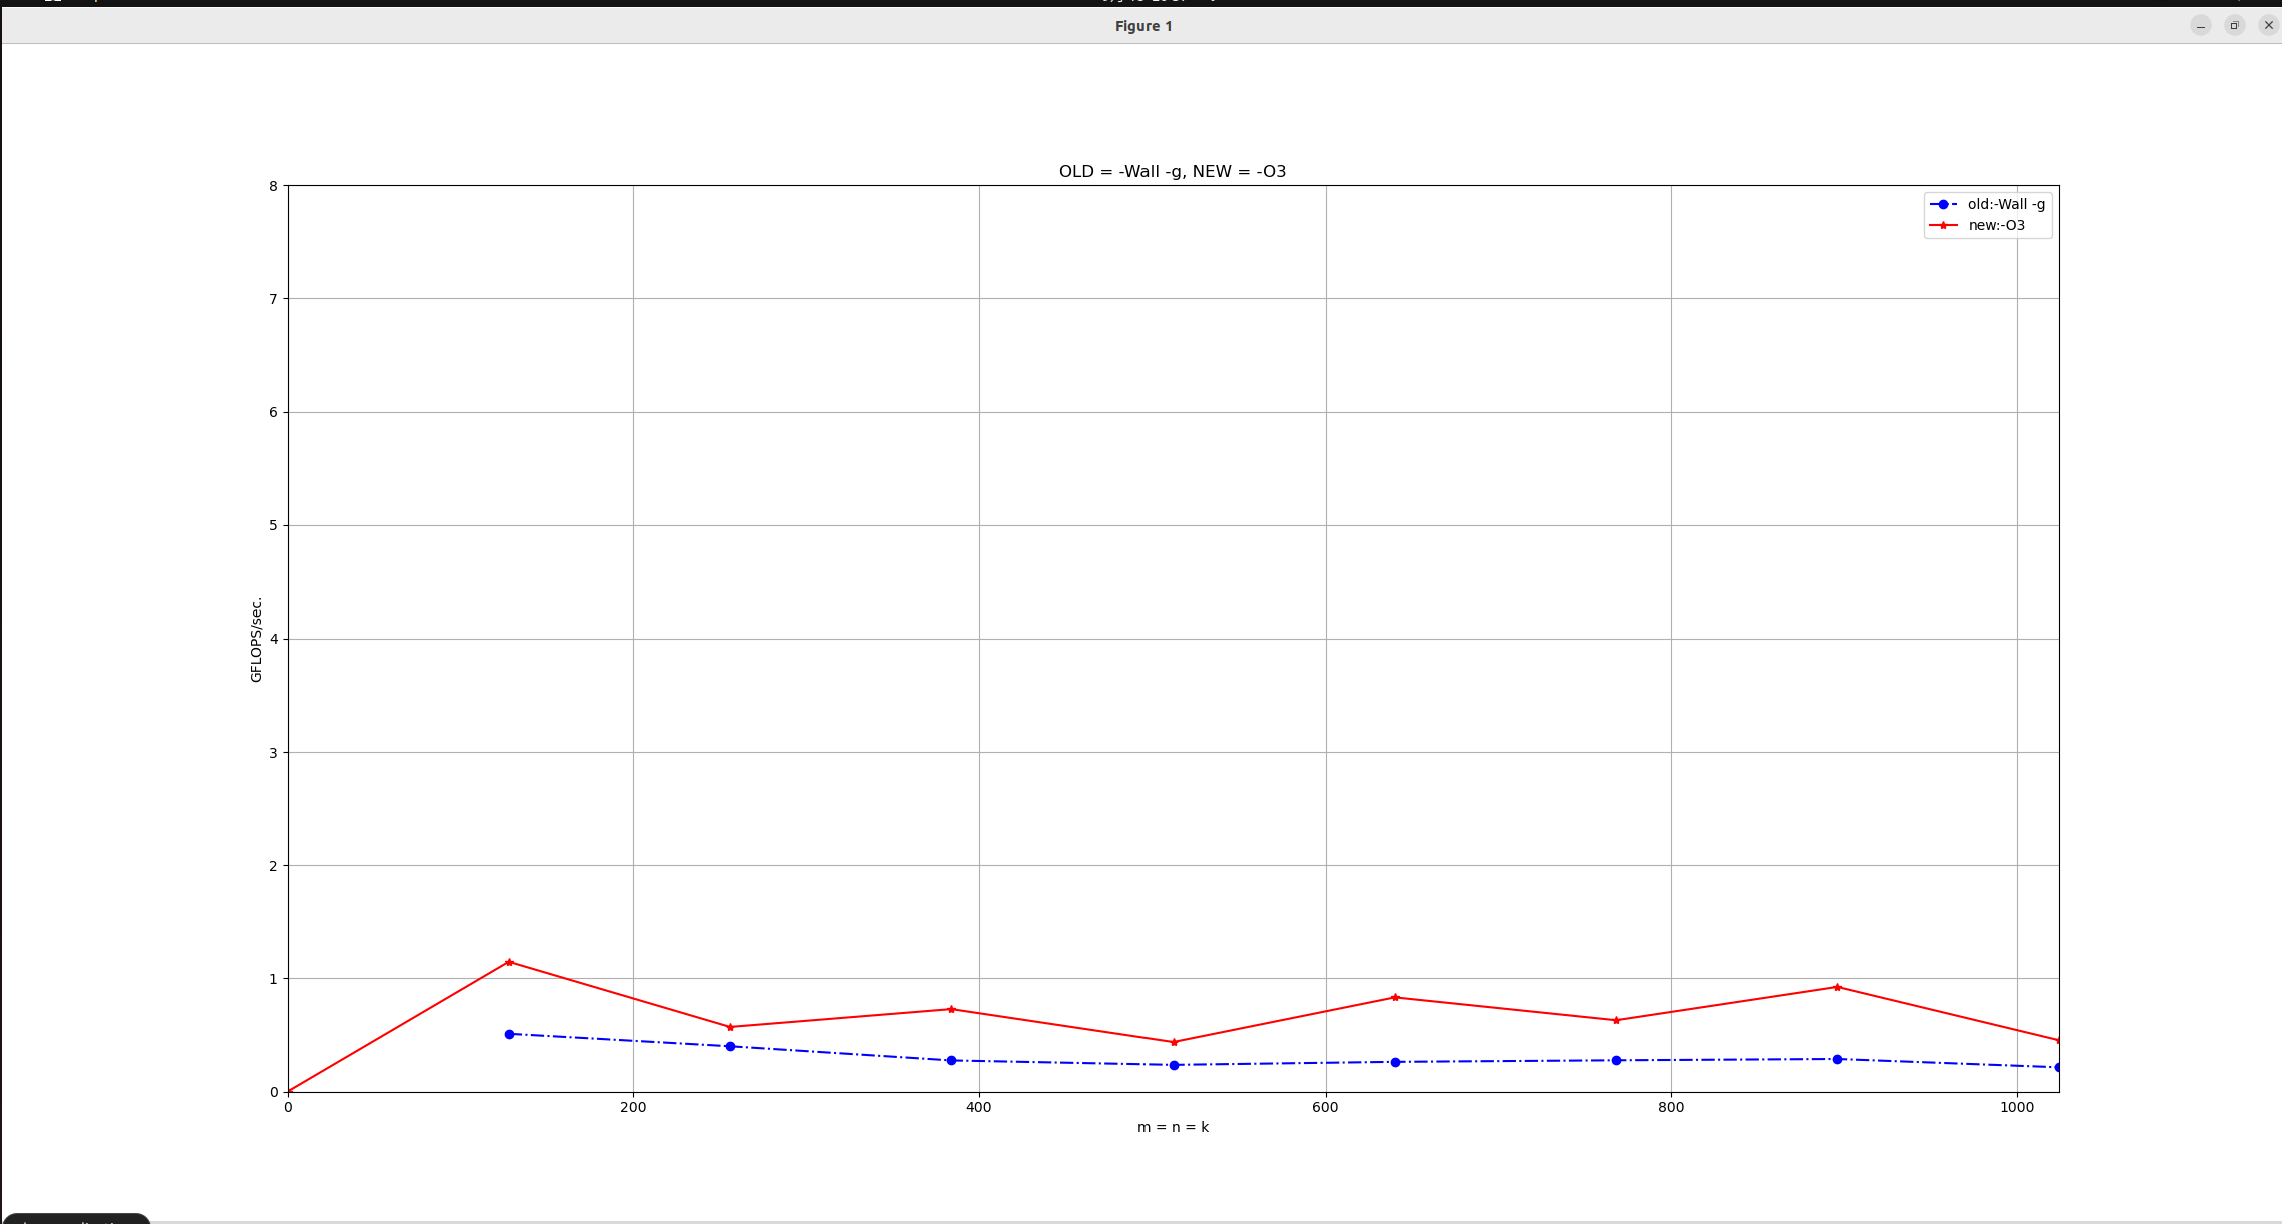 Figure 1
OLD = -Wall -g, NEW = -O3
old:-Wall -g
new:-O3
8
7
6
5
4
3
2
1
0
GFLOPS/sec.
0 200 400 600 800 1000
m = n = k